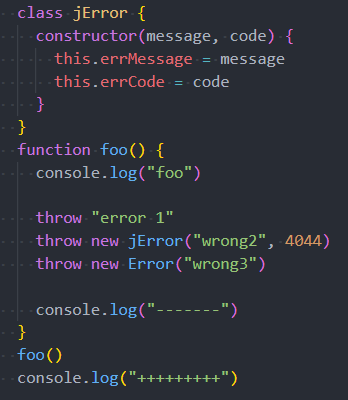 class jError {
  constructor(message, code) {
    this.errMessage = message
    this.errCode = code
  }
}
function foo() {
  console.log("foo")

  throw "error 1"
  throw new jError("wrong2", 4044)
  throw new Error("wrong3")

  console.log("-------")
}
foo()
console.log("+++++++++")